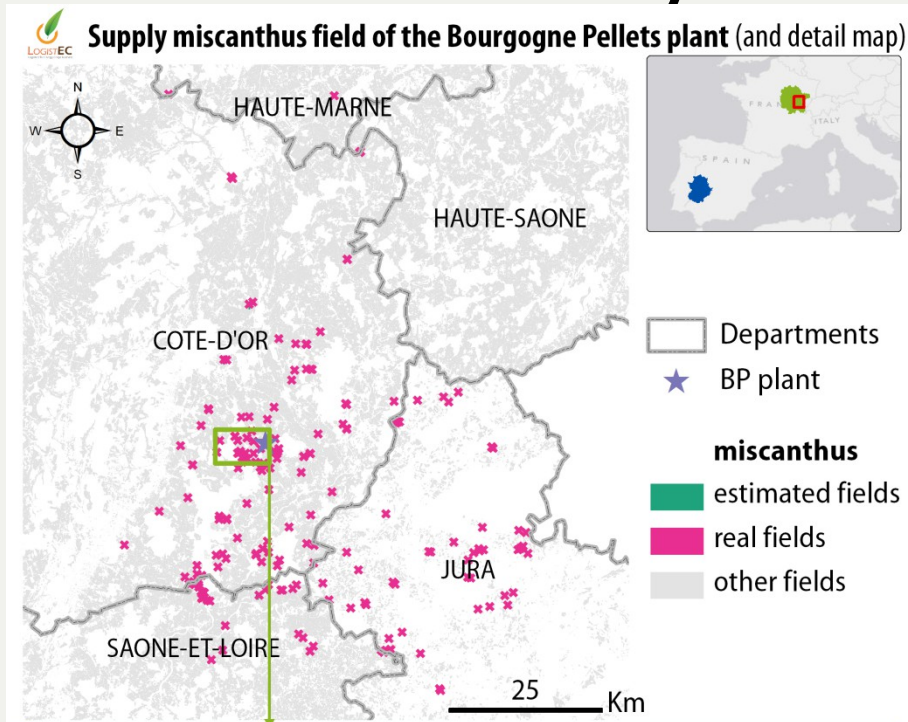 LOGISTEC
Supply miscanthus field of the Bourgogne Pellets plant (and detail map)
N
W E
S
HAUTE-MARNE
HAUTE-SAONE
COTE-D'OR
JURA
SAONE-ET-LOIRE
25
Km
FRAN
ITALY
SPAIN
Departments
BP plant
miscanthus
estimated fields
real fields
other fields